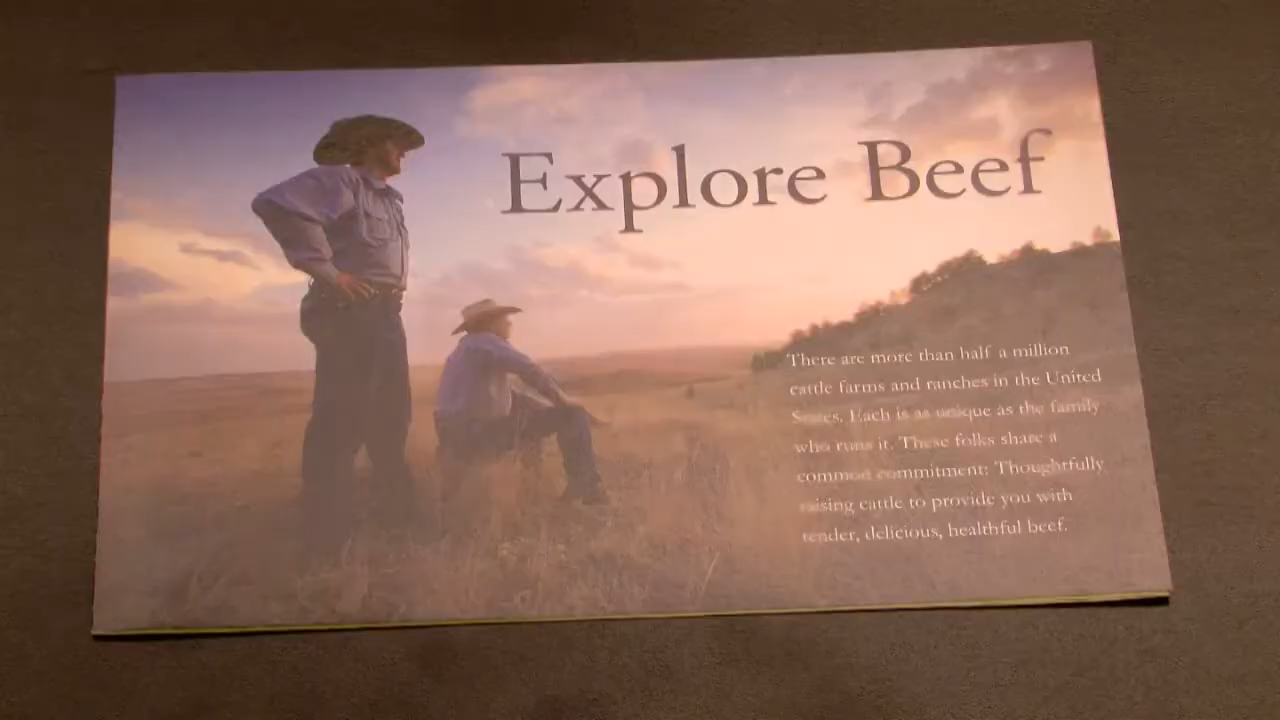 Explore Beef
There are more than half a million
cattle farms and ranches in the United
States. Each is as unique as the family
who runs it. These folks share a
common commitment: Thoughtfully
raising cattle to provide you with
tender, delicious, healthful beef.